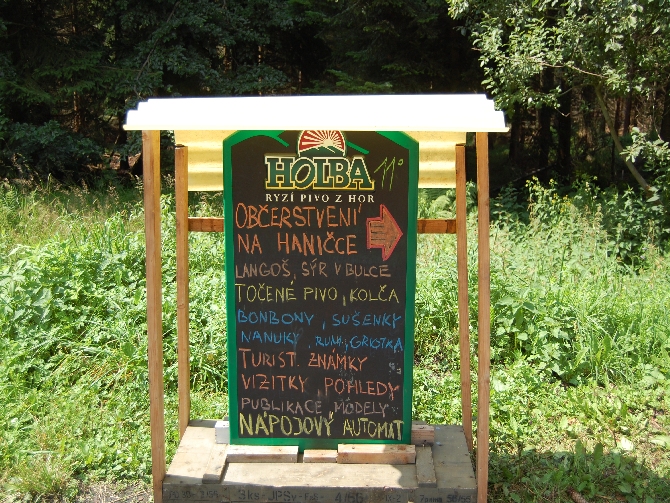 HOLBA 11°
RYZÍ PIVO Z HOR
OBČERSTVENÍ
NA HANIČCE
LANGOŠ, SÝR V BULCE
TOČENÉ PIVO, KOLČA
BONBONY, SUŠENKY
NANUKY, RUM, GRIOTKA
TURIST. ZNÁMKY
VIZITKY POHLEDY
PUBLIKACE MODELY
NÁPOJOVÝ AUTOMAT